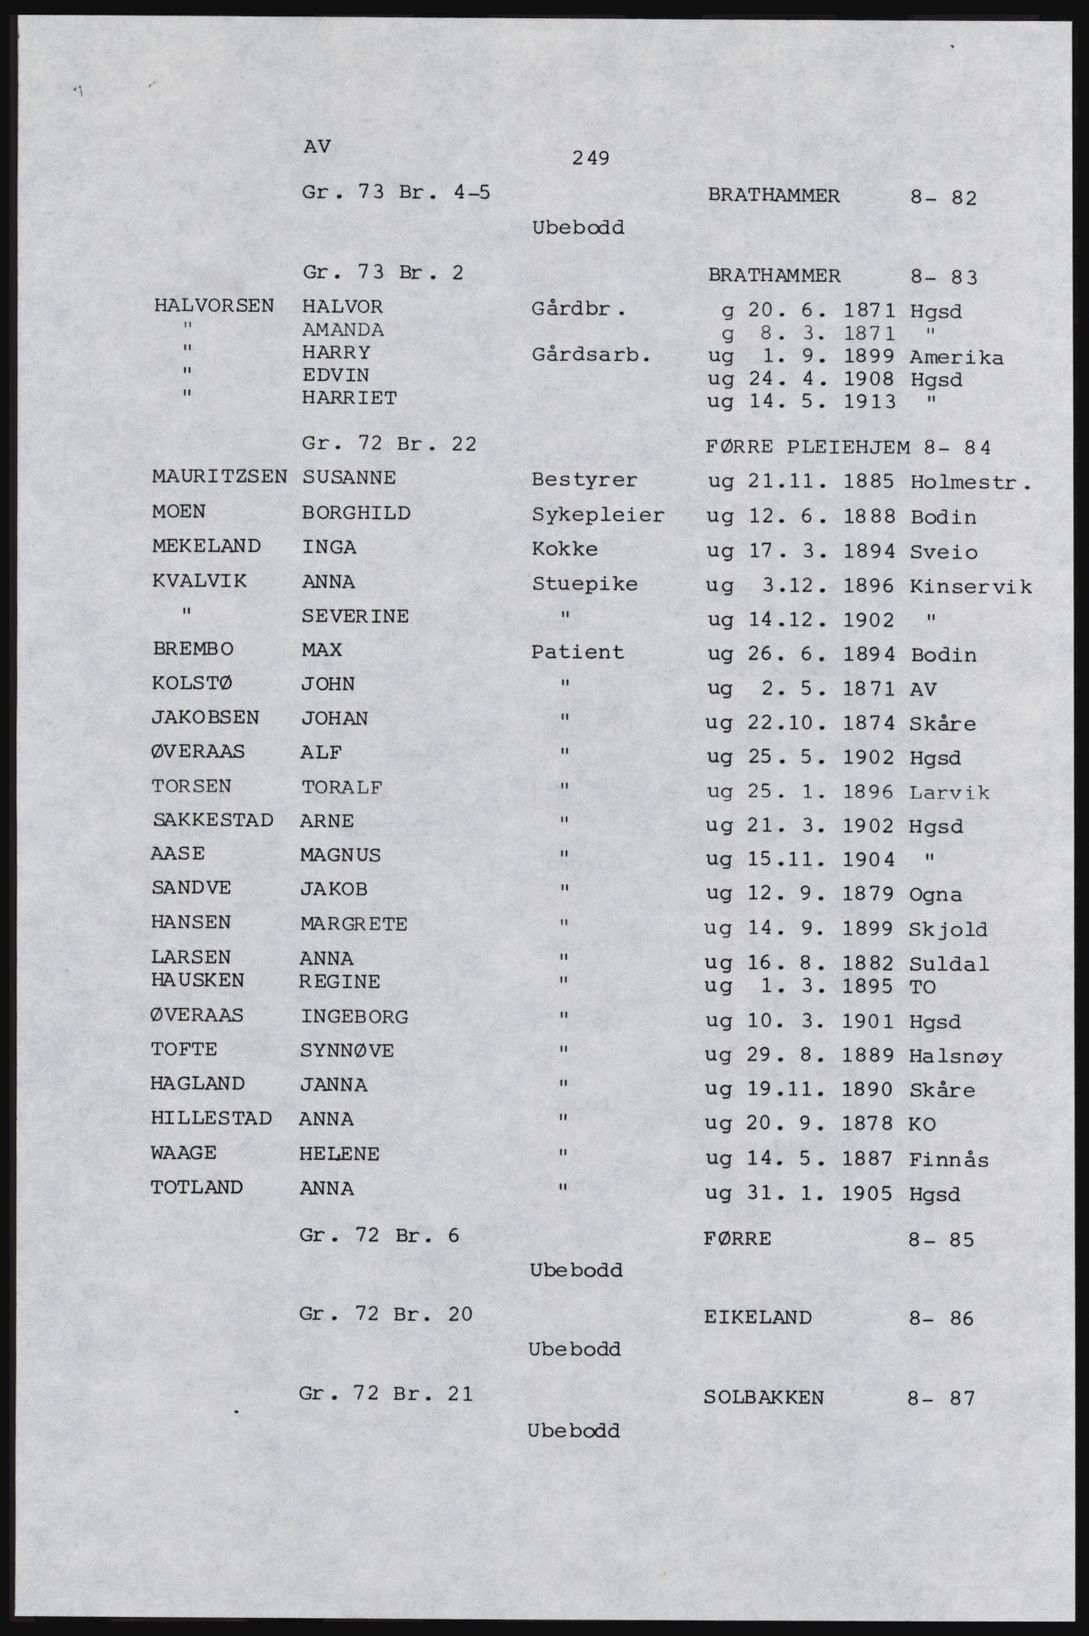 AV
249
Gr. 73 Br. 4-5 BRATHAMMER 8- 82
Ubebodd
Gr. 73 Br. 2 BRATHAMMER 8- 83
HALVORSEN HALVOR Gårdbr. g 20. 6. 1871 Hgsd
" AMANDA g 8. 3. 1871 "
" HARRY Gårdsarb. ug 1. 9. 1899 Amerika
" EDVIN ug 24. 4. 1908 Hgsd
" HARRIET ug 14. 5. 1913 "
Gr. 72 Br. 22 FØRRE PLEIEHJEM 8- 84
MAURITZSEN SUSANNE Bestyrer ug 21.11. 1885 Holmestr.
MOEN BORGHILD Sykepleier ug 12. 6. 1888 Bodin
MEKELAND INGA Kokke ug 17. 3. 1894 Sveio
KVALVIK ANNA Stuepike ug 3.12. 1896 Kinservik
" SEVERINE " ug 14.12. 1902 "
BREMBO MAX Patient ug 26. 6. 1894 Bodin
KOLSTØ JOHN " ug 2. 5. 1871 AV
JAKOBSEN JOHAN " ug 22.10. 1874 Skåre
ØVERAAS ALF " ug 25. 5. 1902 Hgsd
TORSEN TORALF " ug 25. 1. 1896 Larvik
SAKKESTAD ARNE " ug 21. 3. 1902 Hgsd
AASE MAGNUS " ug 15.11. 1904 "
SANDVE JAKOB " ug 12. 9. 1879 Ogna
HANSEN MARGRETE " ug 14. 9. 1899 Skjold
LARSEN ANNA " ug 16. 8. 1882 Suldal
HAUSKEN REGINE " ug 1. 3. 1895 TO
ØVERAAS INGEBORG " ug 10. 3. 1901 Hgsd
TOFTE SYNNØVE " ug 29. 8. 1889 Halsnøy
HAGLAND JANNA " ug 19.11. 1890 Skåre
HILLESTAD ANNA " ug 20. 9. 1878 KO
WAAGE HELENE " ug 14. 5. 1887 Finnås
TOTLAND ANNA " ug 31. 1. 1905 Hgsd
Gr. 72 Br. 6 FØRRE 8- 85
Ubebodd
Gr. 72 Br. 20 EIKELAND 8- 86
Ubebodd
Gr. 72 Br. 21 SOLBAKKEN 8- 87
Ubebodd